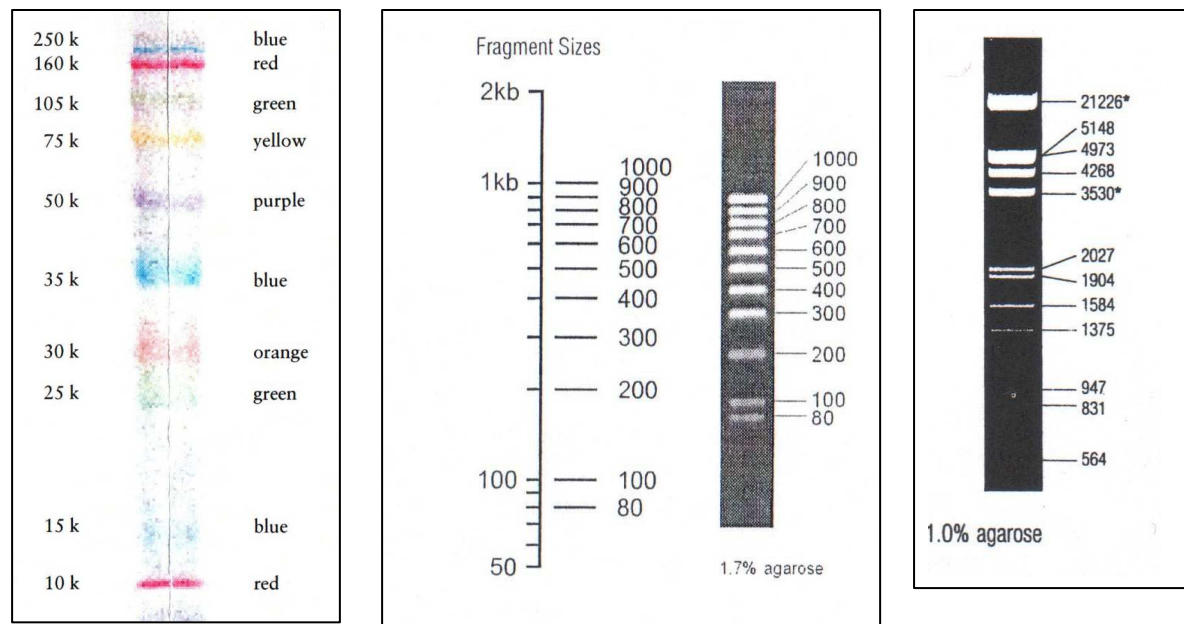 250 k blue
160 k red
105 k green
75 k yellow
50 k purple
35 k blue
30 k orange
25 k green
15 k blue
10 k red
Fragment Sizes
2kb
1kb
100
50
1000
900
800
700
600
500
400
300
200
100
80
1000
900
800
700
600
500
400
300
200
100
80
1.7% agarose
21226*
5148
4973
4268
3530*
2027
1904
1584
1375
947
831
564
1.0% agarose